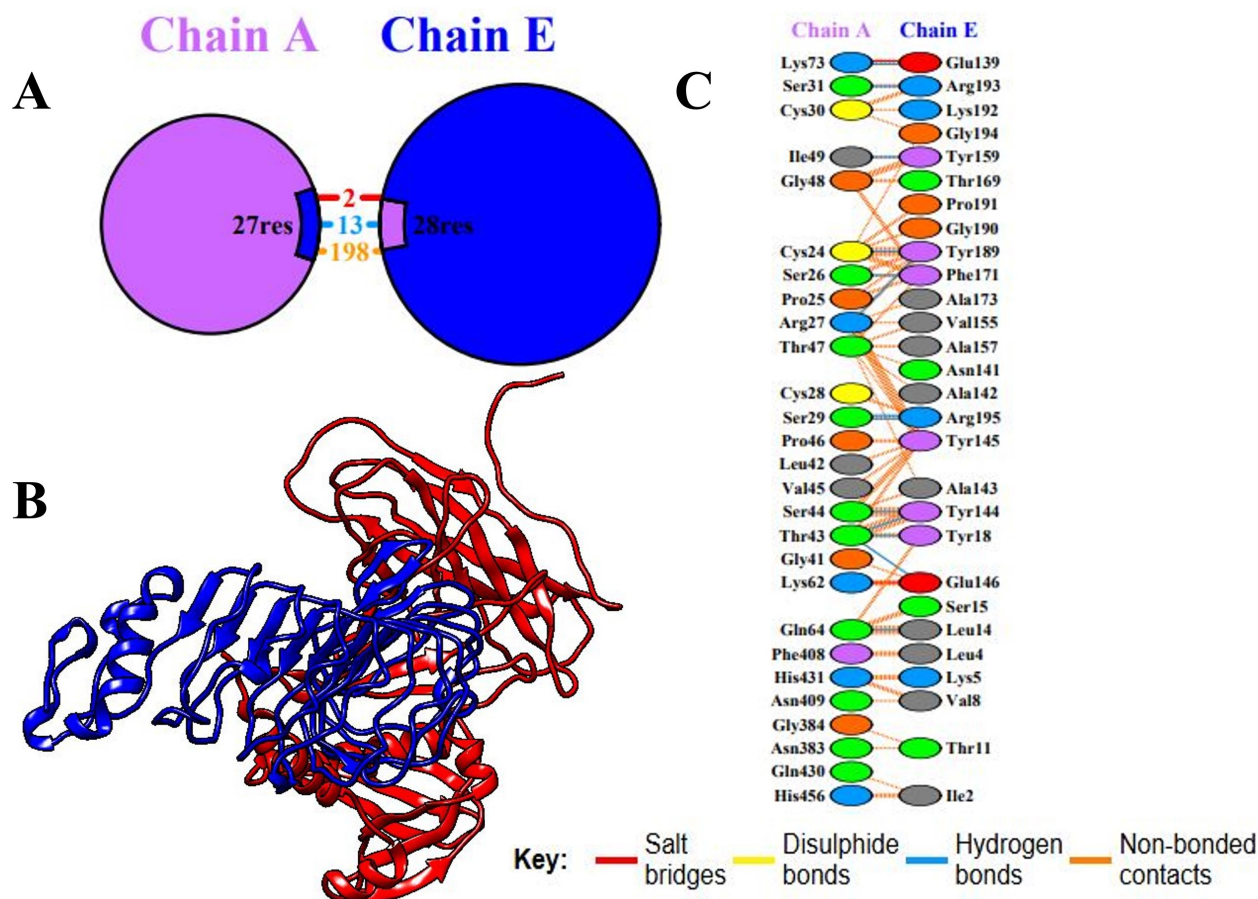 Chain A Chain E
A
27res
2
13
198
28res
B
C
Chain A Chain E
Lys73 Glu139
Ser31 Arg193
Cys30 Lys192
Gly194
Ile49 Tyr159
Gly48 Thr169
Pro191
Gly190
Cys24 Tyr189
Ser26 Phe171
Pro25 Ala173
Arg27 Val155
Thr47 Ala157
Asn141
Cys28 Ala142
Ser29 Arg195
Pro46 Tyr145
Leu42
Val45 Ala143
Ser44 Tyr144
Thr43 Tyr18
Gly41
Lys62 Glu146
Ser15
Gln64 Leu14
Phe408 Leu4
His431 Lys5
Asn409 Val8
Gly384
Asn383 Thr11
Gln430
His456 Ile2
Key:
Salt
bridges
Disulphide
bonds
Hydrogen
bonds
Non-bonded
contacts